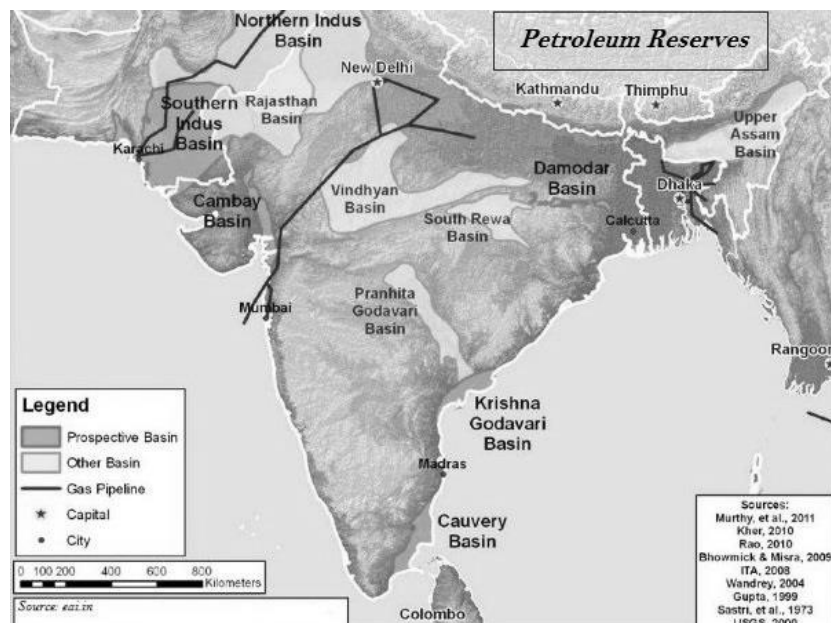 Petroleum Reserves
Northern Indus
Basin
New Delhi
Kathmandu
Thimphu
Southern
Indus
Basin
Rajasthan
Basin
Karachi
Upper
Assam
Basin
Damodar
Basin
Dhaka
Vindhyan
Basin
Cambay
Basin
South Rewa
Basin
Calcutta
Pranhita
Godavari
Basin
Mumbai
Rangoon
Krishna
Godavari
Basin
Madras
Cauvery
Basin
Colombo
Legend
Prospective Basin
Other Basin
Gas Pipeline
Capital
City
0 100 200 400 600 800
Kilometers
Source: eai.in
Sources:
Murthy, et al., 2011
Kher, 2010
Rao, 2010
Bhowmick & Misra, 2009
ITA, 2008
Wandrey, 2004
Gupta, 1999
Sastri, et al., 1973